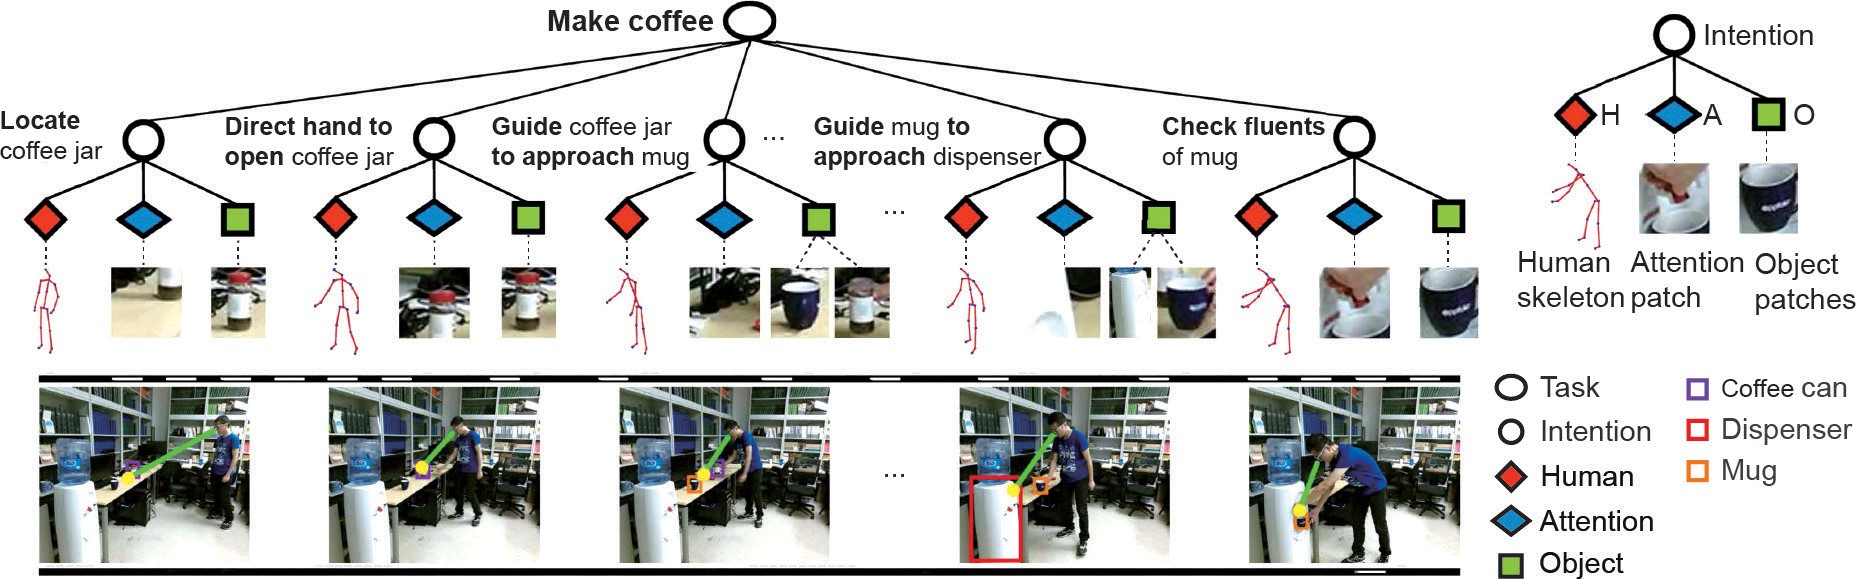 Make coffee
Locate
coffee jar
Direct hand to
open coffee jar
Guide coffee jar
to approach mug
...
Guide mug to
approach dispenser
Check fluents
of mug
...
...
Intention
H
A
O
Human
skeleton
Attention
patch
Object
patches
Task
Intention
Human
Attention
Object
Coffee can
Dispenser
Mug